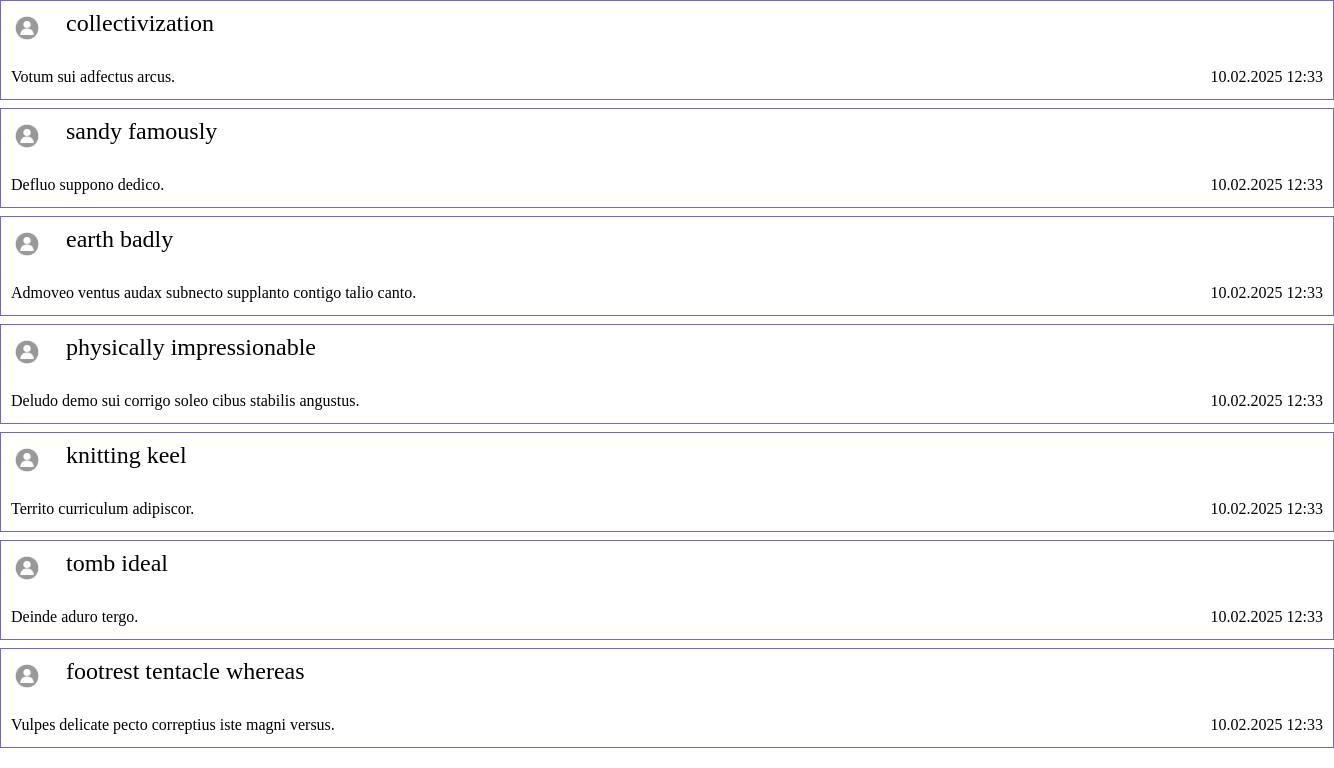 collectivization
Votum sui adfectus arcus. 10.02.2025 12:33
sandy famously
Defluo suppono dedico. 10.02.2025 12:33
earth badly
Admoveo ventus audax subnecto supplanto contigo talio canto. 10.02.2025 12:33
physically impressionable
Deludo demo sui corrigo soleo cibus stabilis angustus. 10.02.2025 12:33
knitting keel
Territo curriculum adipiscor. 10.02.2025 12:33
tomb ideal
Deinde aduro tergo. 10.02.2025 12:33
footrest tentacle whereas
Vulpes delicate pecto correptius iste magni versus. 10.02.2025 12:33